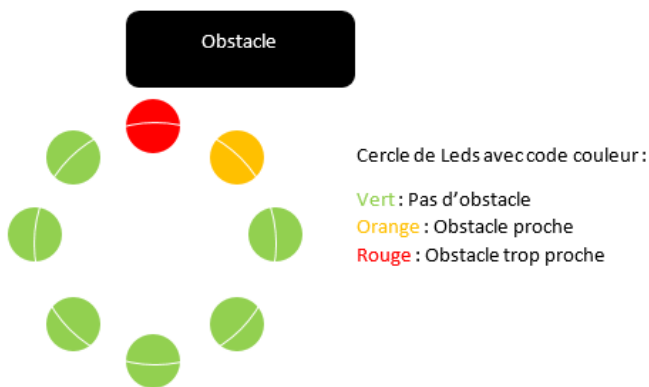 Obstacle
Cercle de Leds avec code couleur :
Vert : Pas d'obstacle
Orange : Obstacle proche
Rouge : Obstacle trop proche